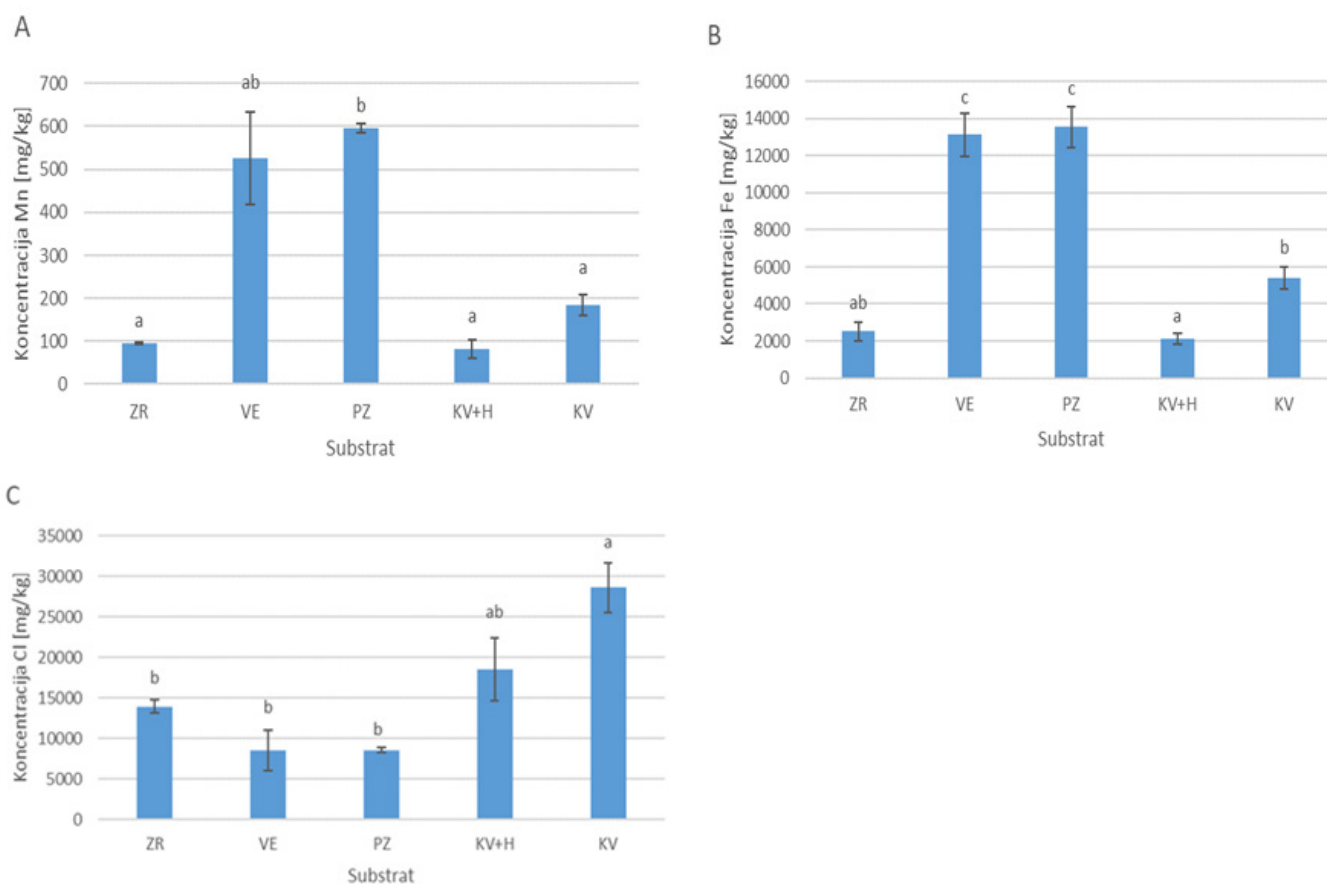 A
Koncentracija Mn [mg/kg]
700
600
500
400
300
200
100
0
ab
b
a
a
a
ZR VE PZ KV+H KV
Substrat
B
Koncentracija Fe [mg/kg]
16000
14000
12000
10000
8000
6000
4000
2000
0
c
c
b
ab
a
ZR VE PZ KV+H KV
Substrat
C
Koncentracija Cl [mg/kg]
35000
30000
25000
20000
15000
10000
5000
0
a
ab
b
b
b
ZR VE PZ KV+H KV
Substrat